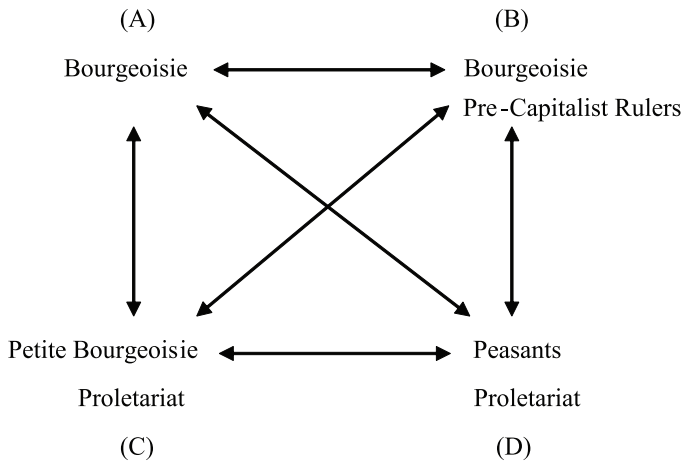 (A)
(B)
Bourgeoisie
Bourgeoisie
Pre-Capitalist Rulers
Petite Bourgeoisie
Peasants
Proletariat
Proletariat
(C)
(D)